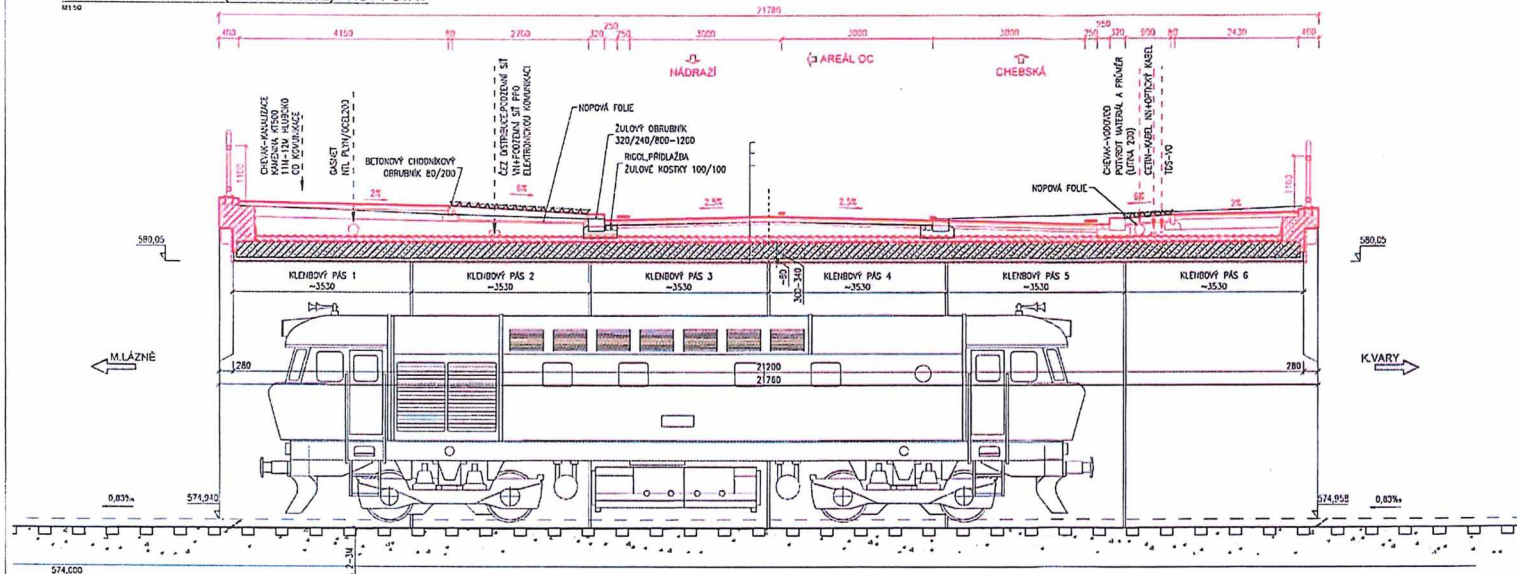 M1:50
21780
400
4150
80
2700
320
250
250
3000
3000
3000
250
250
320
900
80
2430
400
NÁDRAŽÍ
AREÁL OC
CHEBSKÁ
CHEVAK-KANALIZACE
KAMENINA KT500
11M-12M HLUBOKO
OD KOMUNIKACE
GASNET
NTL PLYN/OCEL200
ČEZ DISTRIBUCE:PODZEMNÍ SÍŤ
VN+PODZEMNÍ SÍŤ PRO
ELEKTRONICKOU KOMUNIKACI
NOPOVÁ FOLIE
ŽULOVÝ OBRUBNÍK
320/240/800-1200
BETONOVÝ CHODNÍKOVÝ
OBRUBNÍK 80/200
RIGOL,PŘÍDLAŽBA
ŽULOVÉ KOSTKY 100/100
CHEVAK-VODOVOD
POTVRDIT MATERIÁL A PRŮMĚR
(LITINA 200)
CETIN-KABEL NN+OPTICKÝ KABEL
TDS-VO
NOPOVÁ FOLIE
1100
1100
2%
6%
2,5%
2,5%
6%
2%
580,05
580,05
KLENBOVÝ PÁS 1
~3530
KLENBOVÝ PÁS 2
~3530
KLENBOVÝ PÁS 3
~3530
~80
300-340
KLENBOVÝ PÁS 4
~3530
KLENBOVÝ PÁS 5
~3530
KLENBOVÝ PÁS 6
~3530
M.LÁZNĚ
K.VARY
280
21200
280
21760
0,83‰
574,940
574,958
0,83‰
574,000